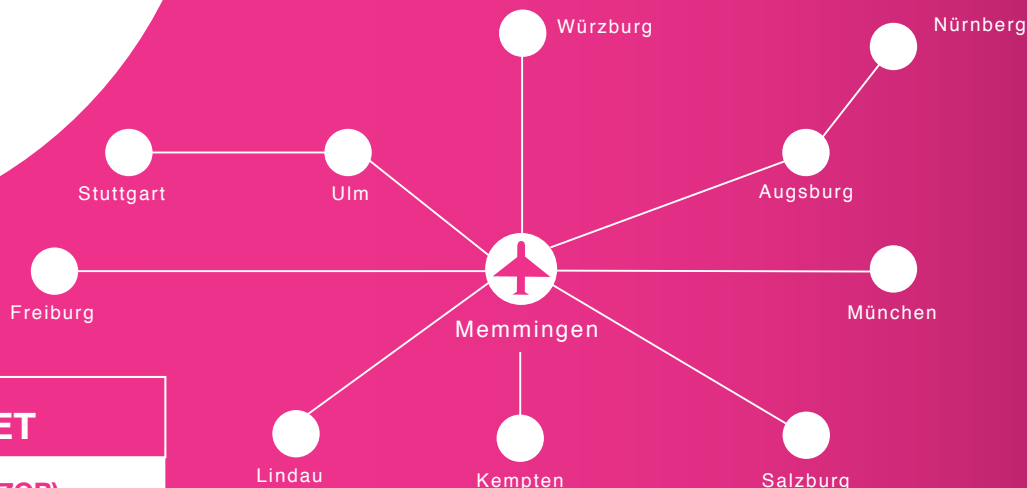 Würzburg
Nürnberg
Stuttgart
Ulm
Augsburg
Freiburg
München
Memmingen
Lindau
Kempten
Salzburg